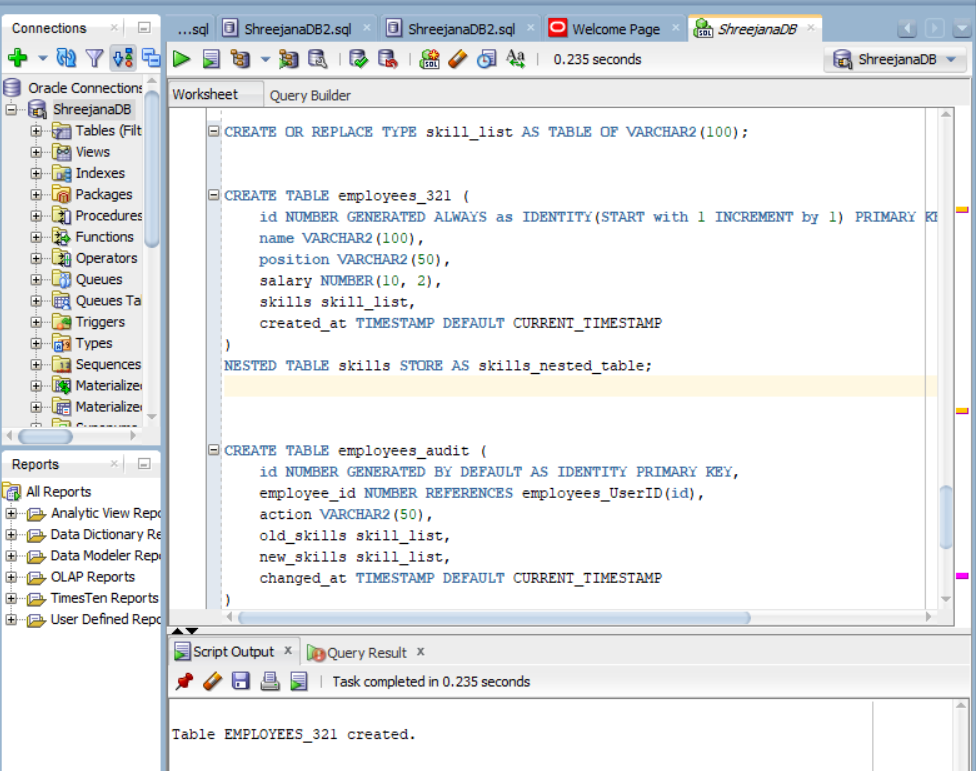 Connections
...sql
ShreejanaDB2.sql
ShreejanaDB2.sql
Welcome Page
ShreejanaDB
0.235 seconds
ShreejanaDB
Oracle Connections
ShreejanaDB
Tables (Filt
Views
Indexes
Packages
Procedures
Functions
Operators
Queues
Queues Ta
Triggers
Types
Sequences
Materialize
Materialize
Worksheet
Query Builder
CREATE OR REPLACE TYPE skill_list AS TABLE OF VARCHAR2(100);
CREATE TABLE employees_321 (
id NUMBER GENERATED ALWAYS as IDENTITY(START with 1 INCREMENT by 1) PRIMARY KE
name VARCHAR2(100),
position VARCHAR2(50),
salary NUMBER(10, 2),
skills skill_list,
created_at TIMESTAMP DEFAULT CURRENT_TIMESTAMP
)
NESTED TABLE skills STORE AS skills_nested_table;
CREATE TABLE employees_audit (
id NUMBER GENERATED BY DEFAULT AS IDENTITY PRIMARY KEY,
employee_id NUMBER REFERENCES employees_UserID(id),
action VARCHAR2(50),
old_skills skill_list,
new_skills skill_list,
changed_at TIMESTAMP DEFAULT CURRENT_TIMESTAMP
)
Reports
All Reports
Analytic View Repo
Data Dictionary Re
Data Modeler Rep
OLAP Reports
TimesTen Reports
User Defined Repo
Script Output
Query Result
Task completed in 0.235 seconds
Table EMPLOYEES_321 created.